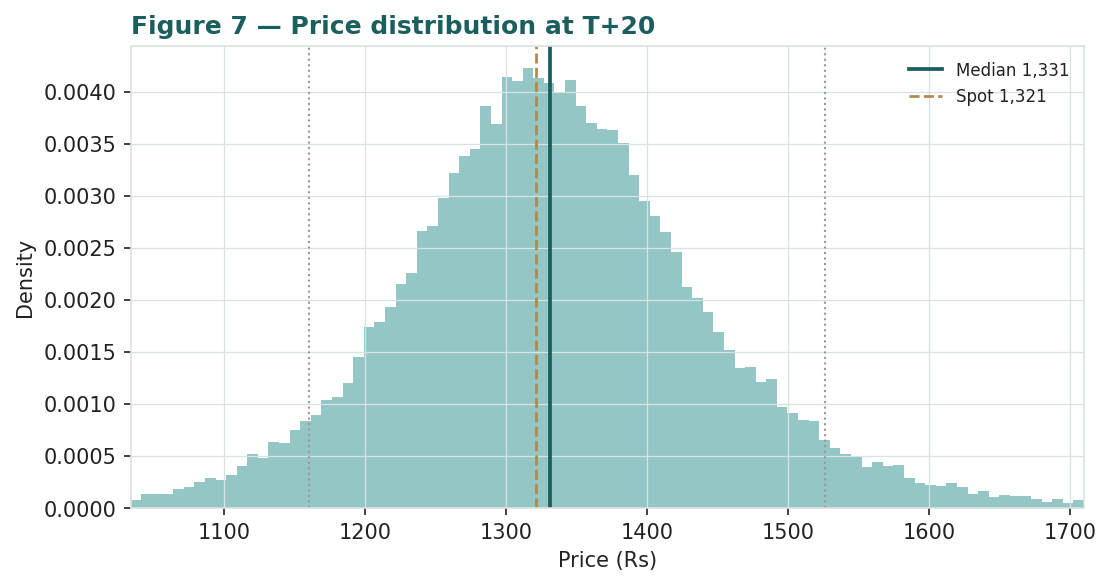 Figure 7 — Price distribution at T+20
Median 1,331
Spot 1,321
0.0040
0.0035
0.0030
0.0025
0.0020
0.0015
0.0010
0.0005
0.0000
Density
1100 1200 1300 1400 1500 1600 1700
Price (Rs)